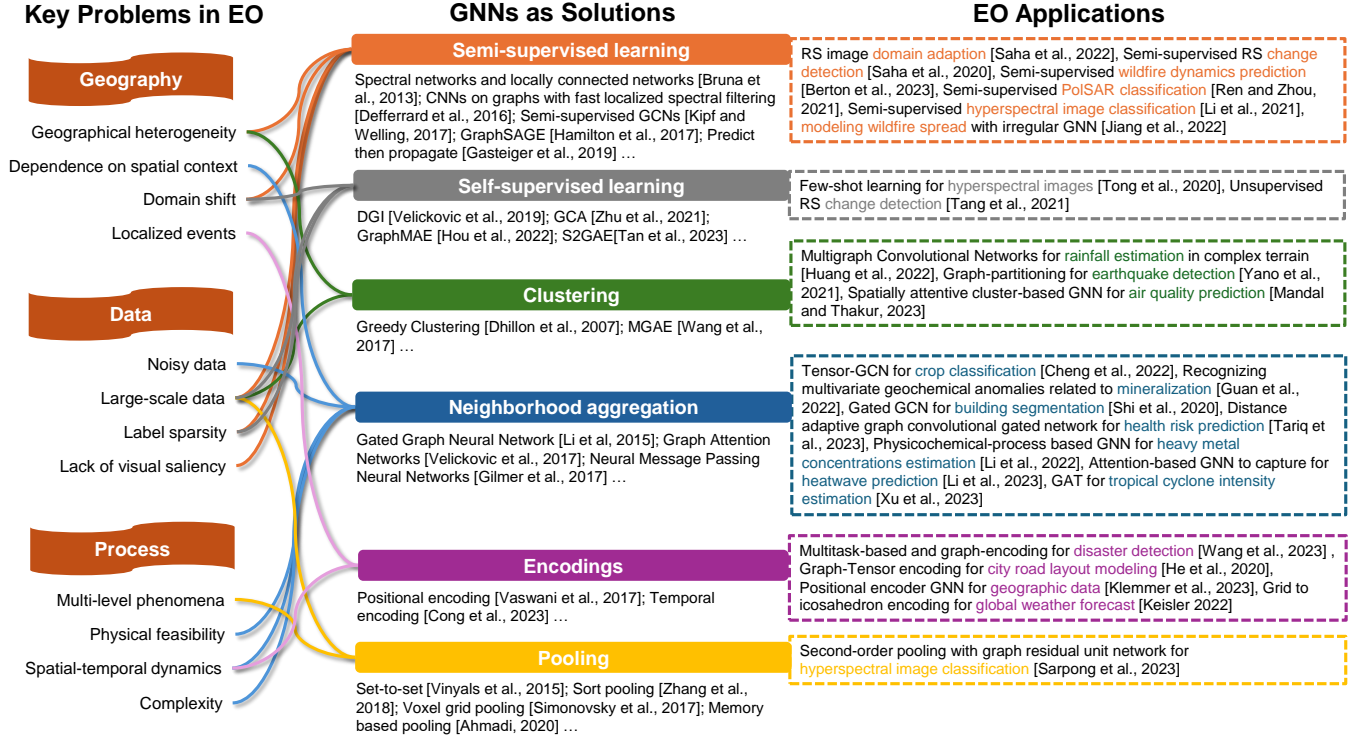 Key Problems in EO
GNNs as Solutions
EO Applications
Geography
Geographical heterogeneity
Dependence on spatial context
Domain shift
Localized events
Data
Noisy data
Large-scale data
Label sparsity
Lack of visual saliency
Process
Multi-level phenomena
Physical feasibility
Spatial-temporal dynamics
Complexity
Semi-supervised learning
Spectral networks and locally connected networks [Bruna
et al., 2013]; CNNs on graphs with fast localized spectral filtering
[Defferrard et al., 2016]; Semi-supervised GCNs [Kipf and
Welling, 2017]; GraphSAGE [Hamilton et al., 2017]; Predict
then propagate [Gasteiger et al., 2019] …
Self-supervised learning
DGI [Velickovic et al., 2019]; GCA [Zhu et al., 2021];
GraphMAE [Hou et al., 2022]; S2GAE[Tan et al., 2023] …
Clustering
Greedy Clustering [Dhillon et al., 2007]; MGAE [Wang et al.,
2017] …
Neighborhood aggregation
Gated Graph Neural Network [Li et al, 2015]; Graph Attention
Networks [Velickovic et al., 2017]; Neural Message Passing
Neural Networks [Gilmer et al., 2017] …
Encodings
Positional encoding [Vaswani et al., 2017]; Temporal
encoding [Cong et al., 2023] …
Pooling
Set-to-set [Vinyals et al., 2015]; Sort pooling [Zhang et al.,
2018]; Voxel grid pooling [Simonovsky et al., 2017]; Memory
based pooling [Ahmadi, 2020] …
RS image domain adaption [Saha et al., 2022], Semi-supervised RS change
detection [Saha et al., 2020], Semi-supervised wildfire dynamics prediction
[Berton et al., 2023], Semi-supervised PolSAR classification [Ren and Zhou,
2021], Semi-supervised hyperspectral image classification [Li et al., 2021],
modeling wildfire spread with irregular GNN [Jiang et al., 2022]
Few-shot learning for hyperspectral images [Tong et al., 2020], Unsupervised
RS change detection [Tang et al., 2021]
Multigraph Convolutional Networks for rainfall estimation in complex terrain
[Huang et al., 2022], Graph-partitioning for earthquake detection [Yano et al.,
2021], Spatially attentive cluster-based GNN for air quality prediction [Mandal
and Thakur, 2023]
Tensor-GCN for crop classification [Cheng et al., 2022], Recognizing
multivariate geochemical anomalies related to mineralization [Guan et al.,
2022], Gated GCN for building segmentation [Shi et al., 2020], Distance
adaptive graph convolutional gated network for health risk prediction [Tariq
et al., 2023], Physicochemical-process based GNN for heavy metal
concentrations estimation [Li et al., 2022], Attention-based GNN to capture for
heatwave prediction [Li et al., 2023], GAT for tropical cyclone intensity
estimation [Xu et al., 2023]
Multitask-based and graph-encoding for disaster detection [Wang et al., 2023] ,
Graph-Tensor encoding for city road layout modeling [He et al., 2020],
Positional encoder GNN for geographic data [Klemmer et al., 2023], Grid to
icosahedron encoding for global weather forecast [Keisler 2022]
Second-order pooling with graph residual unit network for
hyperspectral image classification [Sarpong et al., 2023]